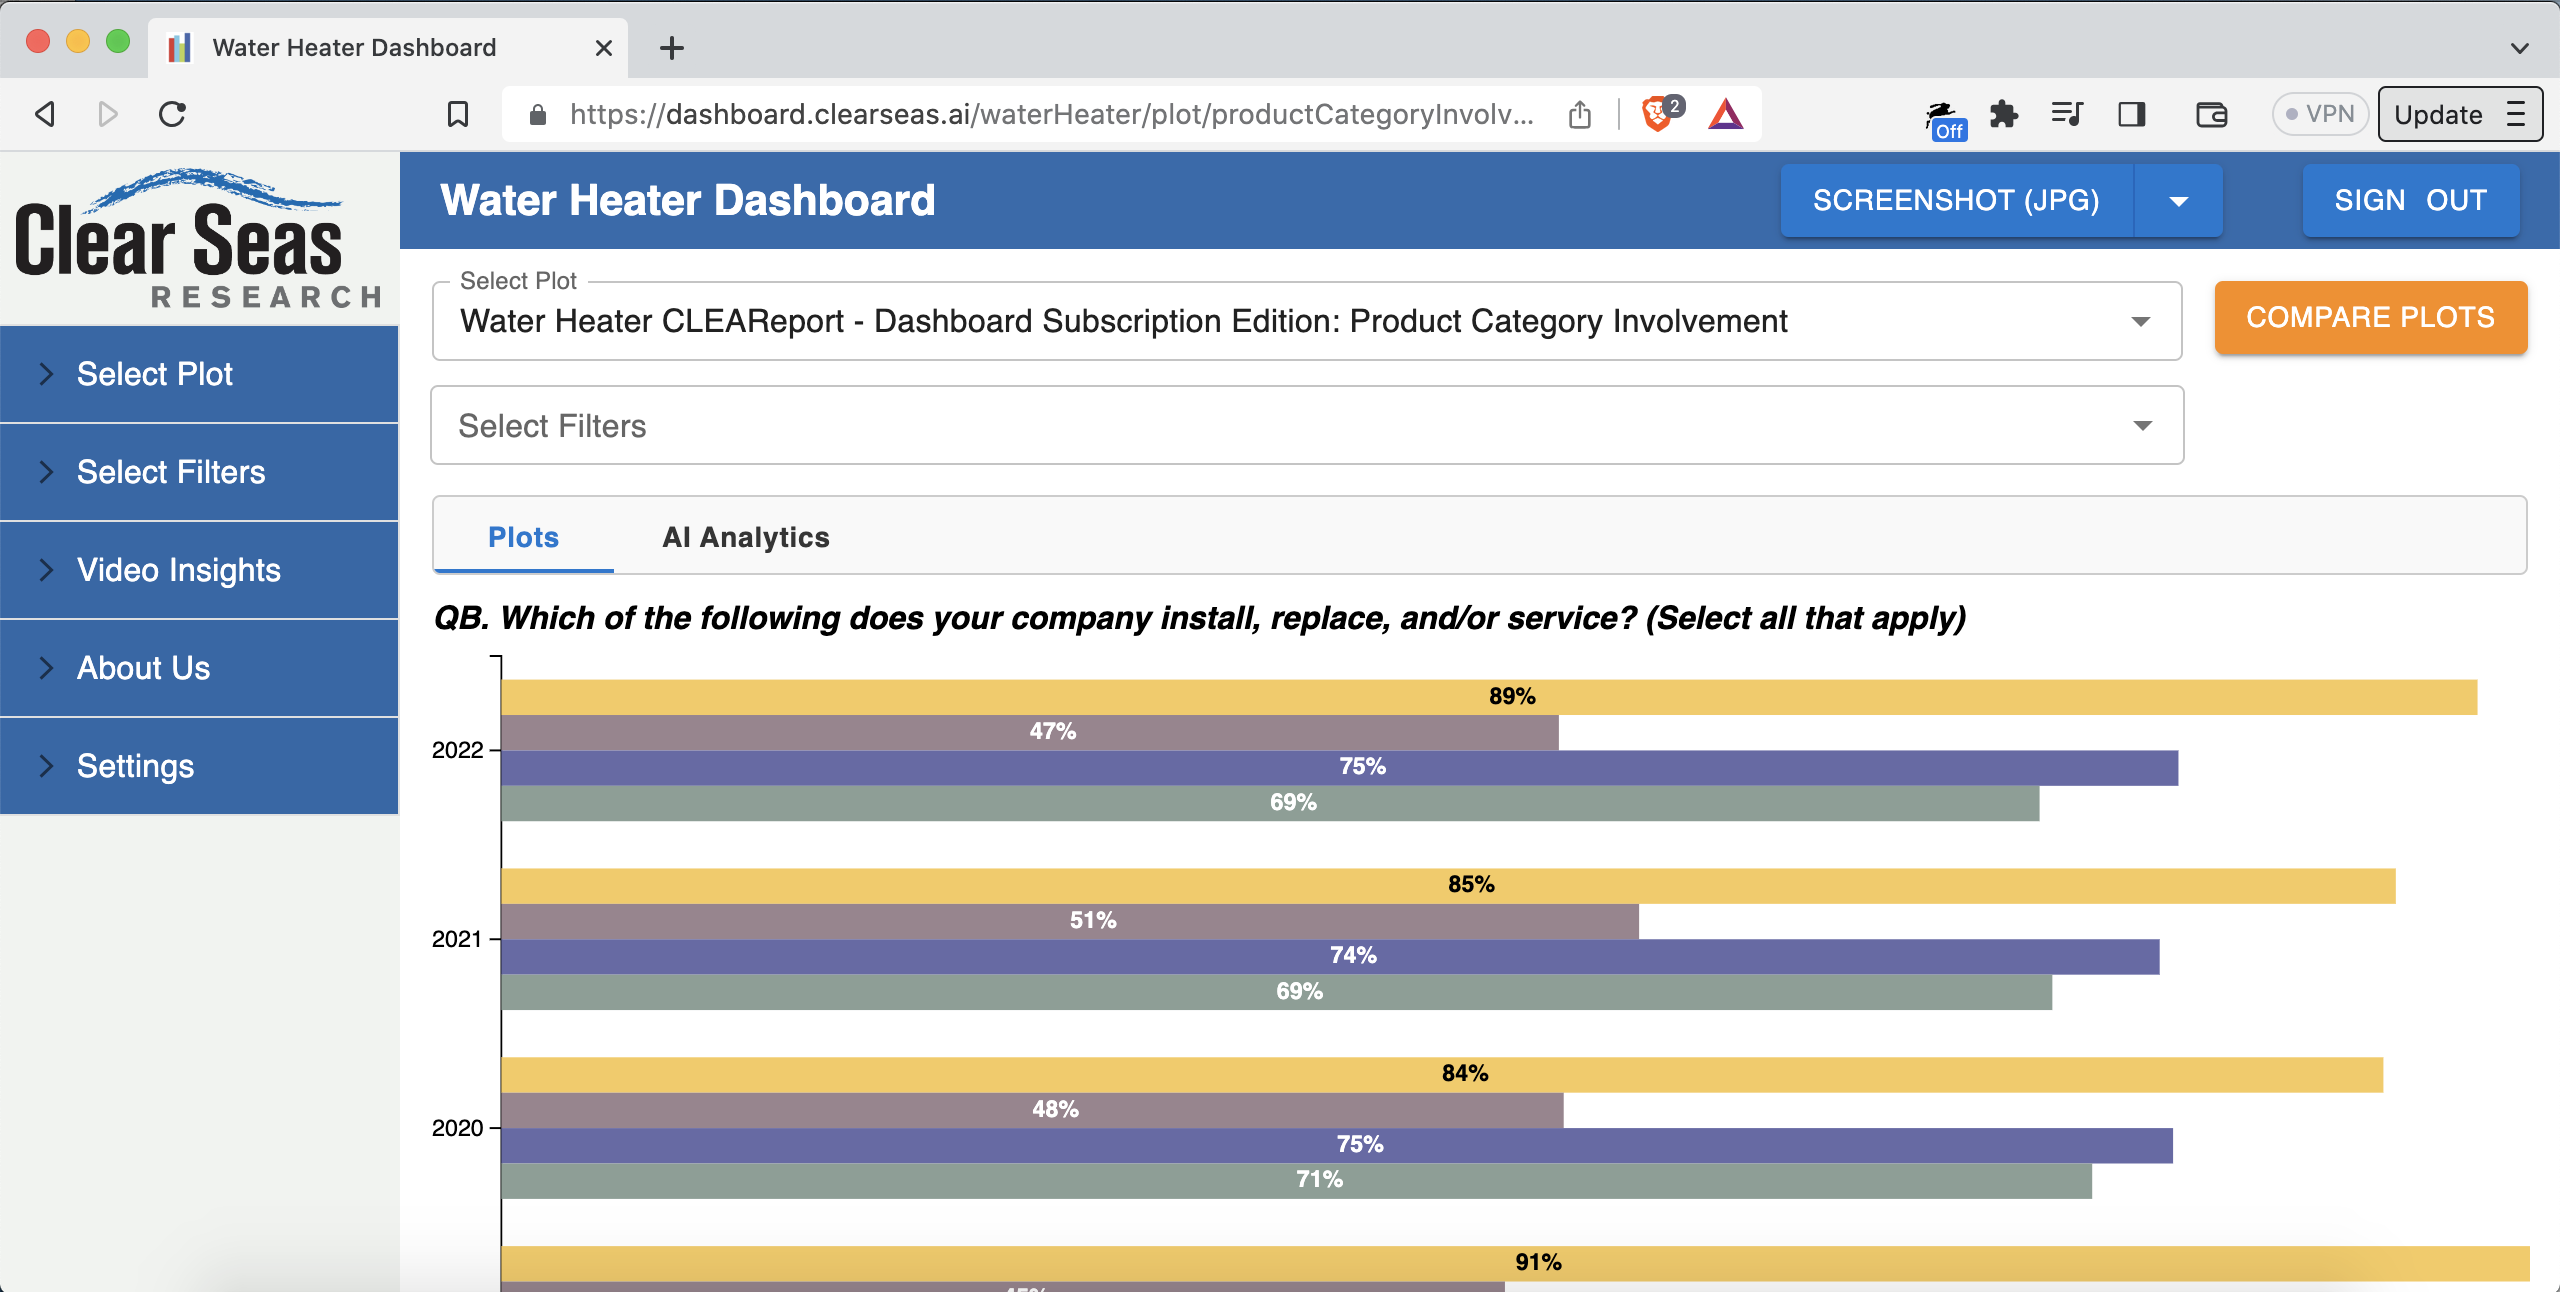 Water Heater Dashboard
https://dashboard.clearseas.ai/waterHeater/plot/productCategoryInvolv...
2
Off
VPN
Update
Clear Seas
RESEARCH
Water Heater Dashboard
SCREENSHOT (JPG)
SIGN OUT
Select Plot
Select Filters
Video Insights
About Us
Settings
Select Plot
Water Heater CLEAReport - Dashboard Subscription Edition: Product Category Involvement
COMPARE PLOTS
Select Filters
Plots AI Analytics
QB. Which of the following does your company install, replace, and/or service? (Select all that apply)
89%
47%
2022
75%
69%
85%
51%
2021
74%
69%
84%
48%
2020
75%
71%
91%